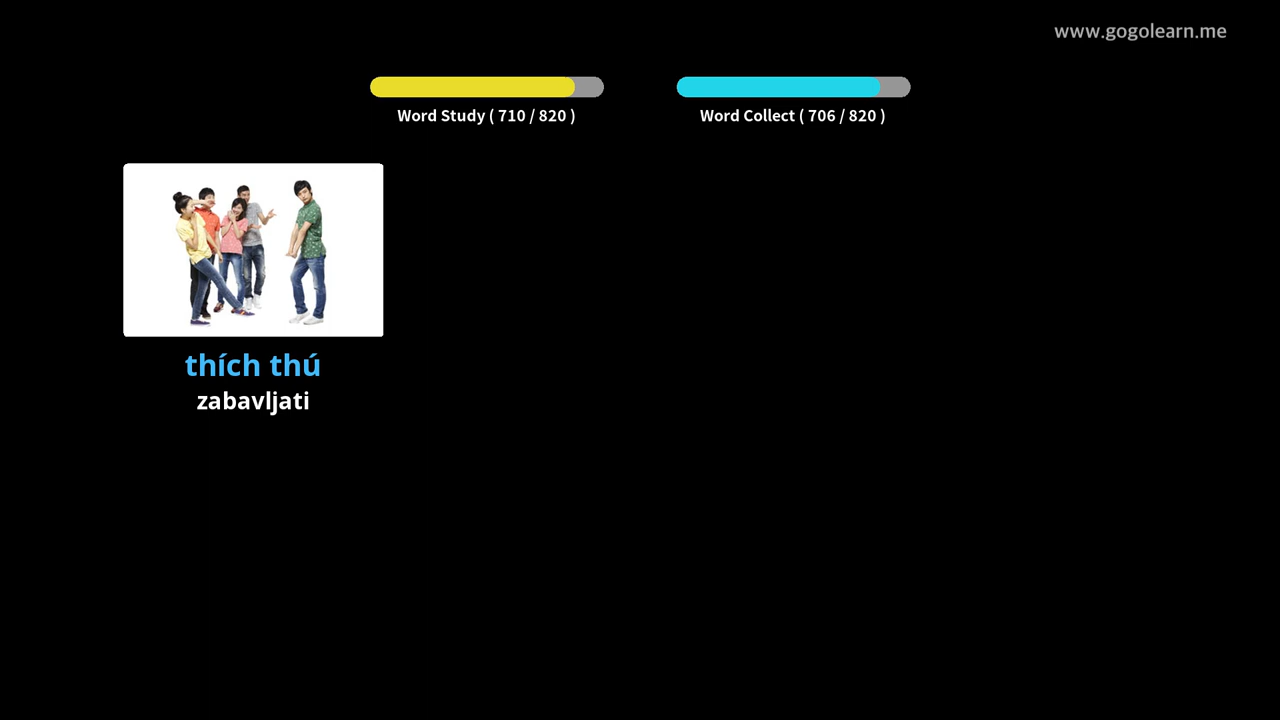 www.gogolearn.me
Word Study ( 710 / 820 )
Word Collect ( 706 / 820 )
thích thú
zabavljati